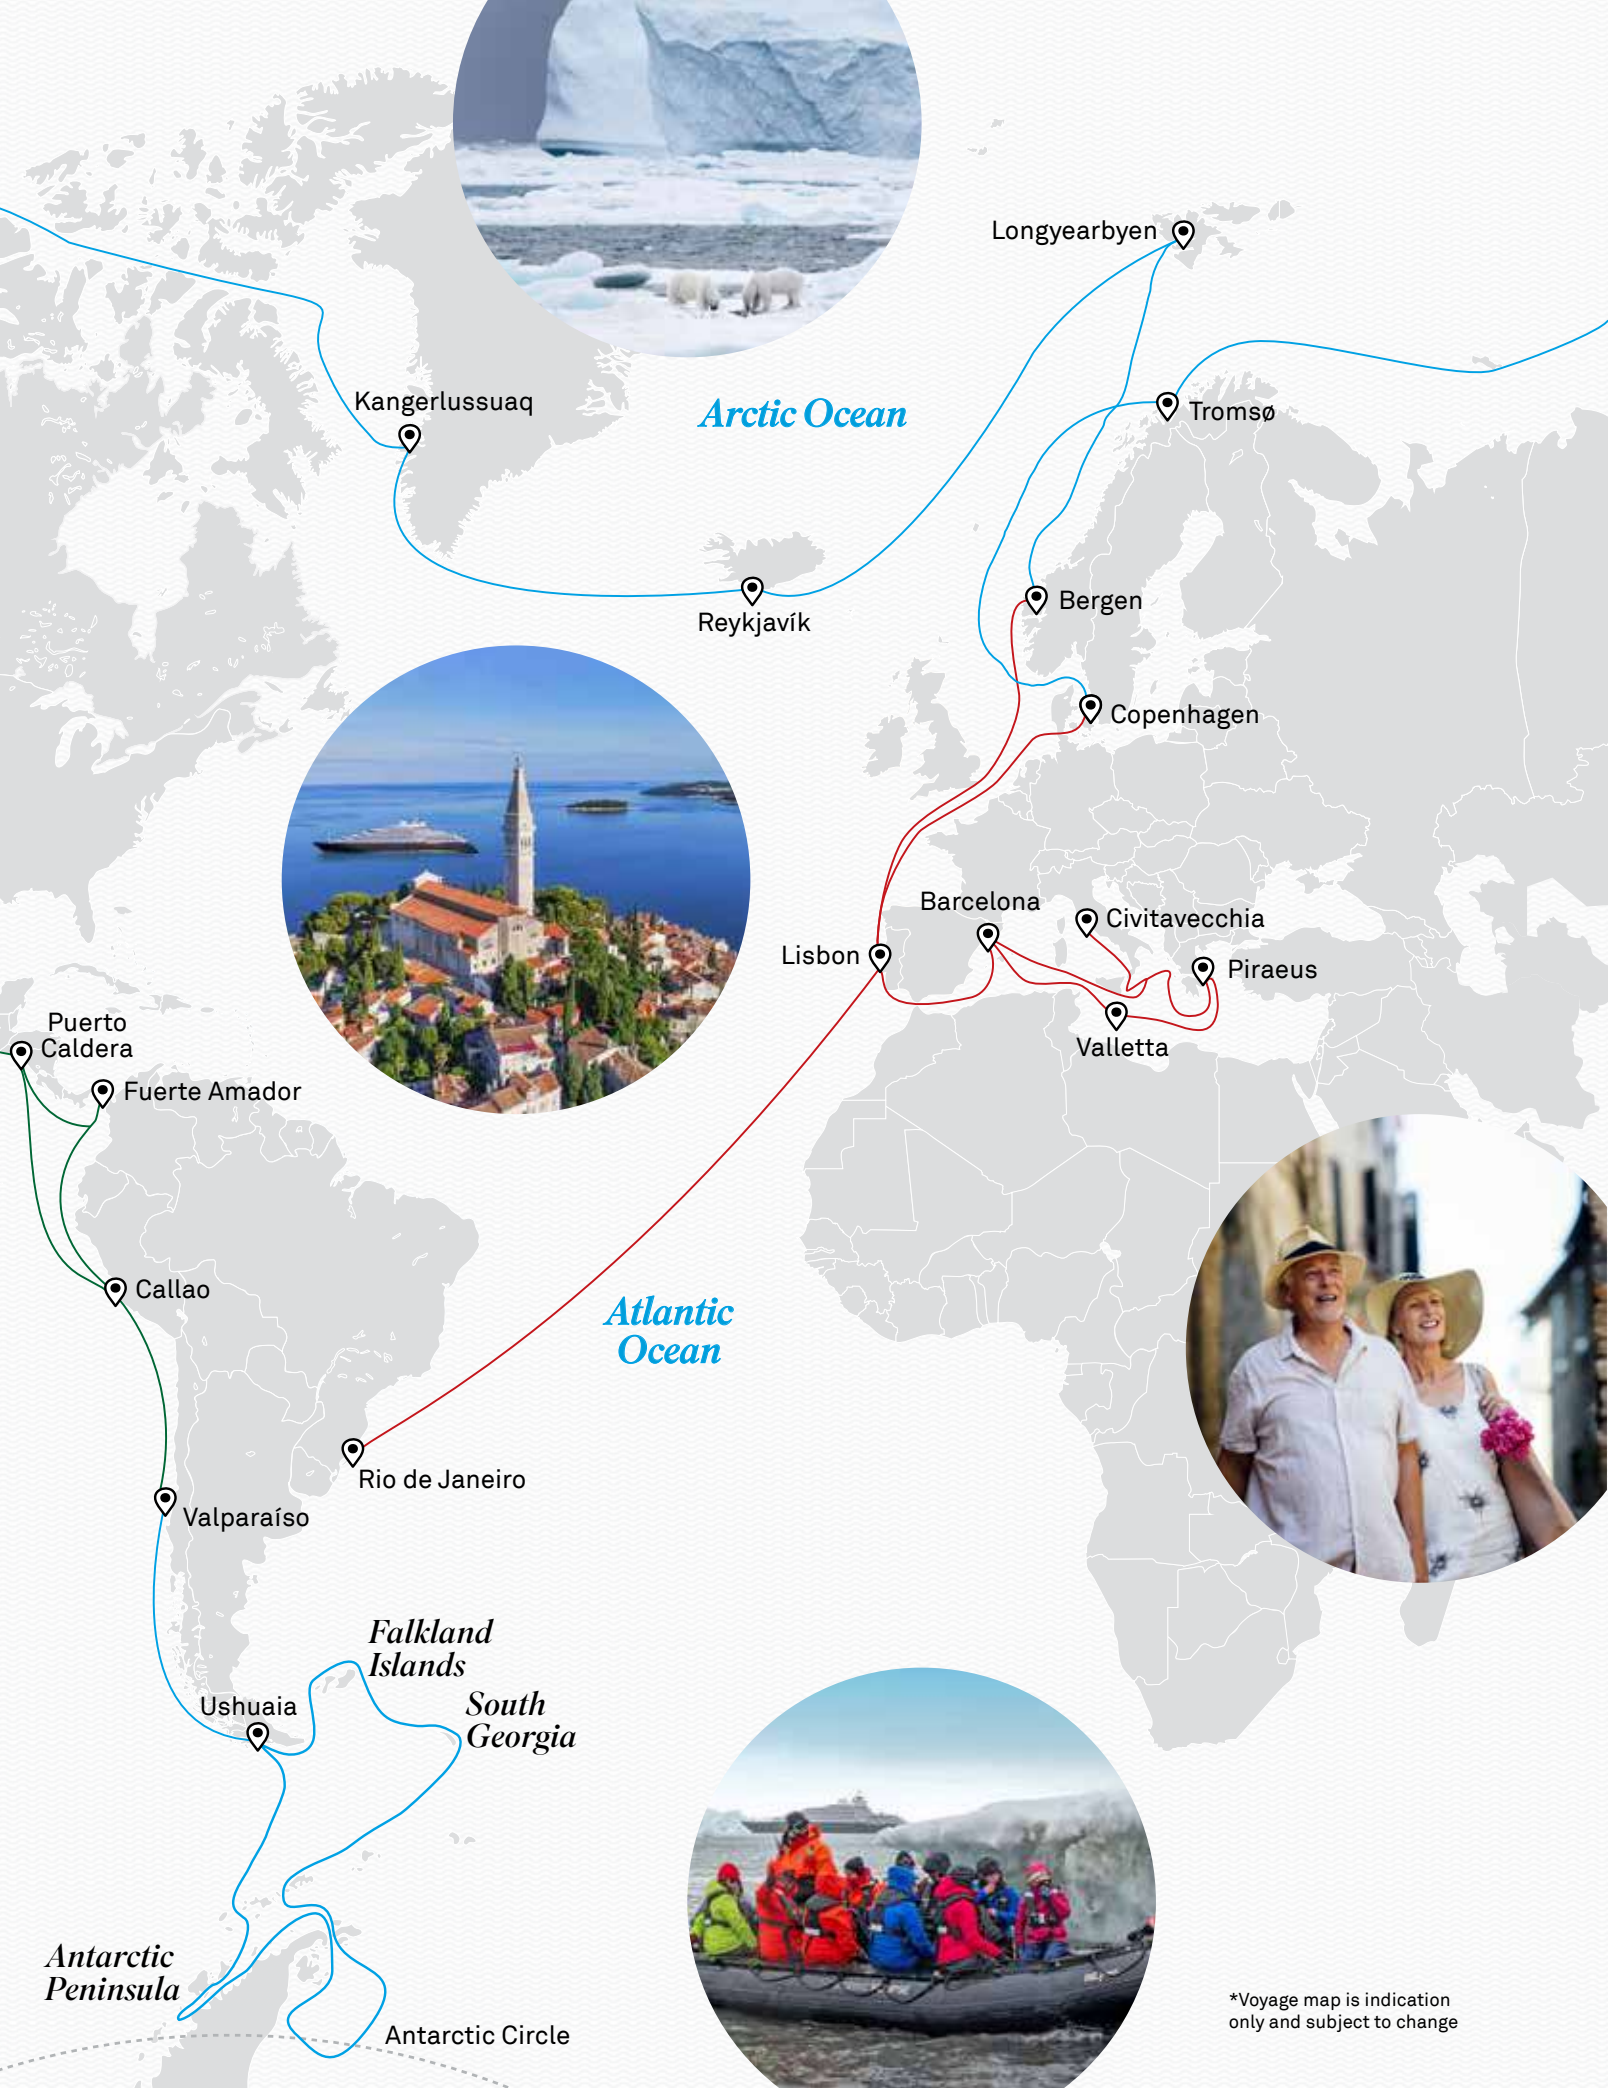 Longyearbyen
Kangerlussuaq
Arctic Ocean
Tromsø
Bergen
Reykjavík
Copenhagen
Barcelona
Civitavecchia
Lisbon
Piraeus
Puerto
Caldera
Valletta
Fuerte Amador
Callao
Atlantic
Ocean
Rio de Janeiro
Valparaíso
Falkland
Islands
Ushuaia
South
Georgia
Antarctic
Peninsula
Antarctic Circle
*Voyage map is indication
only and subject to change